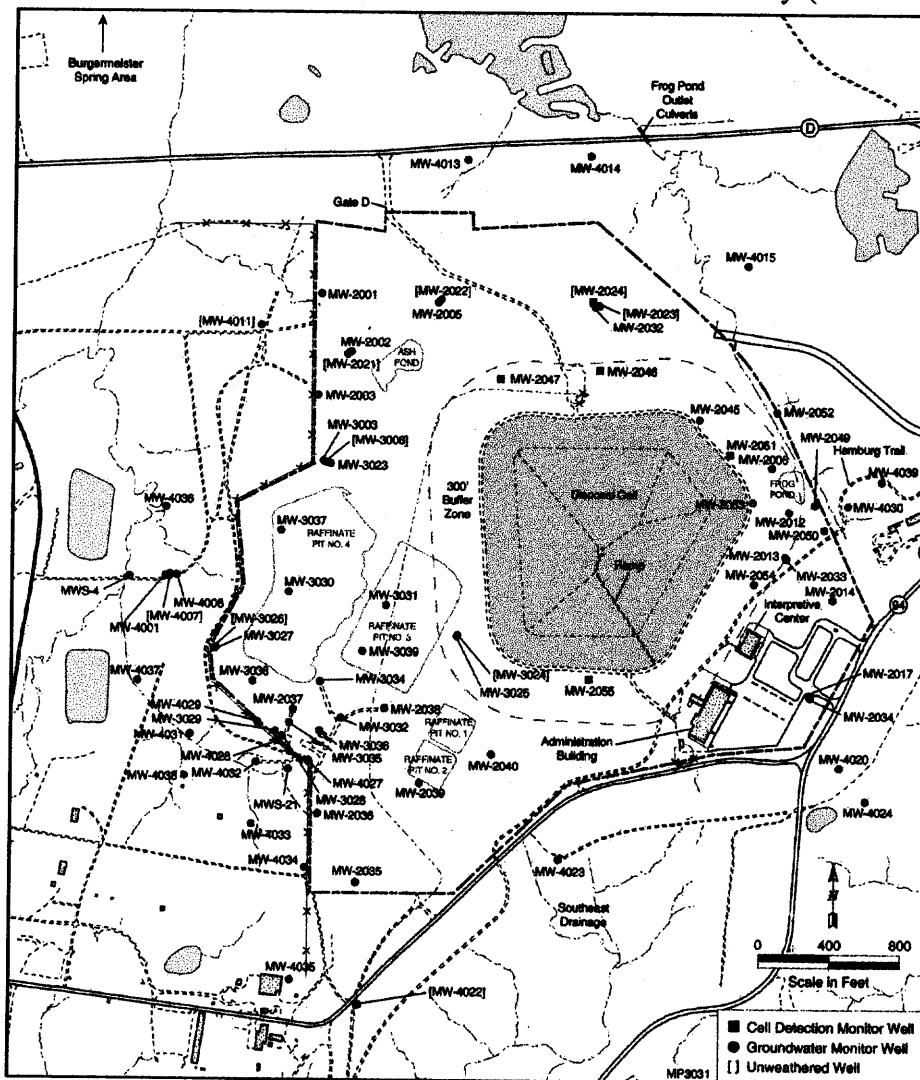 Burgermeister
Spring Area
Frog Pond
Outlet
Culverts
D
MW-4013
MW-4014
Gate D
MW-4015
MW-2001
[MW-2022]
MW-2005
[MW-2024]
[MW-2023]
MW-2032
[MW-4011]
MW-2002
[MW-2021]
ASH
POND
MW-2047
MW-2046
MW-2003
MW-2045
MW-2052
MW-3003
[MW-3006]
MW-3023
MW-2051
MW-2006
MW-2049
Hamburg Trail
MW-4039
FROG
POND
300'
Buffer
Zone
Disposal Cell
MW-2053
MW-4030
MW-4036
MW-2012
MW-2050
MW-3037
RAFFINATE
PIT NO. 4
MW-2013
Ramp
MWS-4
MW-4006
[MW-4007]
MW-4001
MW-3030
MW-3031
MW-2054
MW-2033
MW-2014
Interpretive
Center
94
[MW-3026]
MW-3027
RAFFINATE
PIT NO. 3
MW-3039
[MW-3024]
MW-3025
MW-4037
MW-3036
MW-3034
MW-2055
MW-2017
MW-2034
MW-4029
MW-3029
MW-4031
MW-2037
MW-2038
MW-3032
RAFFINATE
PIT NO. 1
MW-4028
MW-3036
MW-3035
MW-4032
MW-4027
RAFFINATE
PIT NO. 2
MW-2040
Administration
Building
MW-4020
MW-2039
MWS-21
MW-3028
MW-2036
MW-4024
MW-4033
MW-4034
MW-4023
MW-2035
Southeast
Drainage
N
0 400 800
Scale in Feet
MW-4035
[MW-4022]
Cell Detection Monitor Well
Groundwater Monitor Well
[ ] Unweathered Well
MP3031